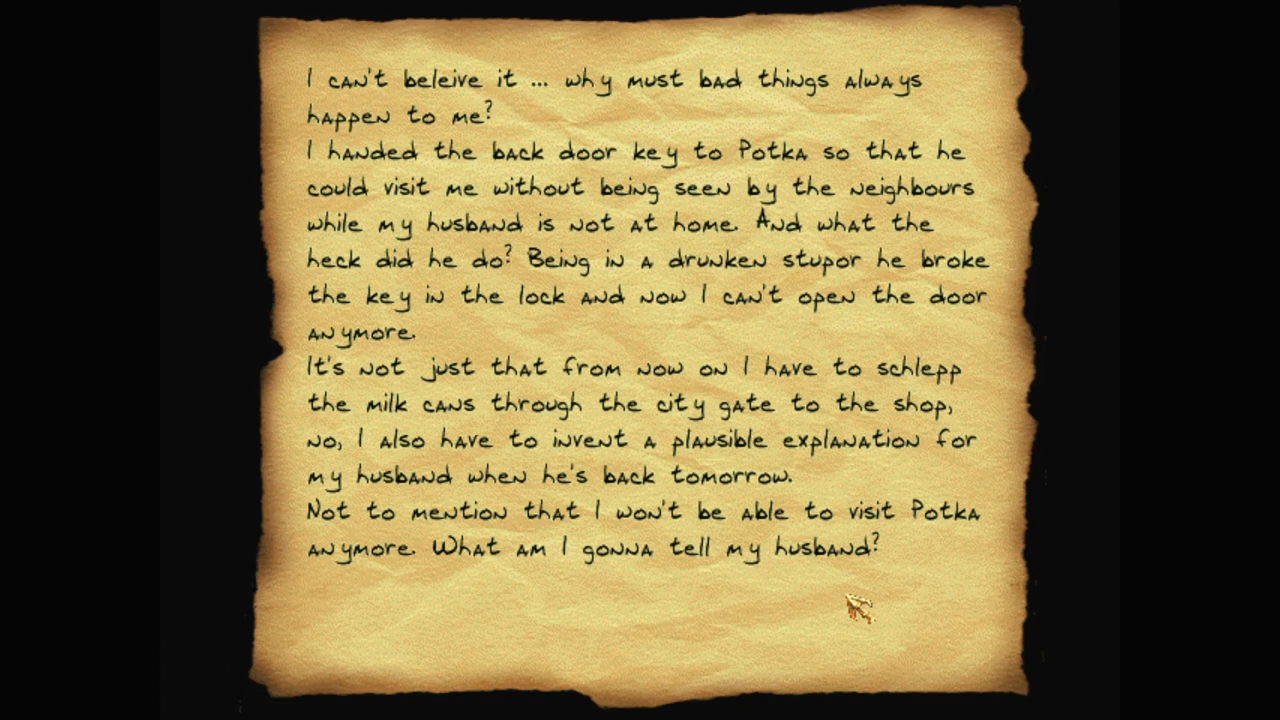 I can't beleive it ... why must bad things always
happen to me?
I handed the back door key to Potka so that he
could visit me without being seen by the neighbours
while my husband is not at home. And what the
heck did he do? Being in a drunken stupor he broke
the key in the lock and now I can't open the door
anymore.
It's not just that from now on I have to schlepp
the milk cans through the city gate to the shop,
no, I also have to invent a plausible explanation for
my husband when he's back tomorrow.
Not to mention that I won't be able to visit Potka
anymore. What am I gonna tell my husband?